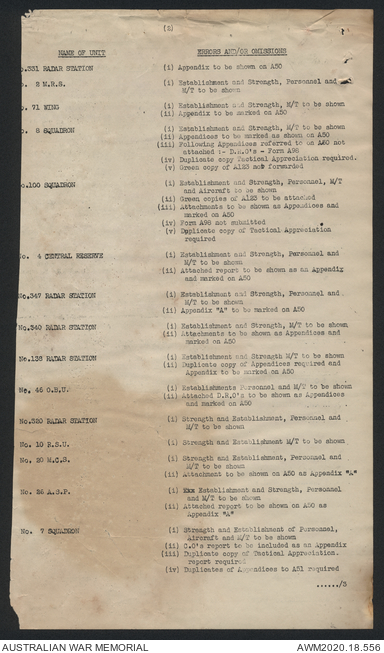 (2)
NAME OF UNIT ERRORS AND/OR OMISSIONS
o.331 RADAR STATION (i) Appendix to be shown on A50
o. 2 M.R.S. (i) Establishment and Strength, Personnel and
M/T to be shown
o. 71 WING (i) Establishment and Strength, M/T to be shown
(ii) Appendix to be marked on A50
o. 8 SQUADRON (i) Establishment and Strength, M/T to be shown
(ii) Appendices to be marked as shown on A50
(iii) Following Appendices referred to on A50 not
attached :- D.R.O's - Form A98
(iv) Duplicate copy Tactical Appreciation required.
(v) Green copy of A123 not forwarded
o.100 SQUADRON (i) Establishment and Strength, Personnel, M/T
and Aircraft to be shown
(ii) Green copies of A123 to be attached
(iii) Attachments to be shown as Appendices and
marked on A50
(iv) Form A98 not submitted
(v) Duplicate copy of Tactical Appreciation
required
No. 4 CENTRAL RESERVE (i) Establishment and Strength, Personnel and
M/T to be shown
(ii) Attached report to be shown as an Appendix
and marked on A50
No.347 RADAR STATION (i) Establishment and Strength, Personnel and
M/T to be shown
(ii) Appendix "A" to be marked on A50
No.340 RADAR STATION (i) Establishment and Strength, M/T to be shown
(ii) Attachments to be shown as Appendices and
marked on A50
No.138 RADAR STATION (i) Establishment and Strength M/T to be shown
(ii) Duplicate copy of Appendices required and
Appendix to be marked on A50
No. 46 O.B.U. (i) Establishments Personnel and M/T to be shown
(ii) Attached D.R.O's to be shown as Appendices
and marked on A50
No.320 RADAR STATION (i) Strength and Establishment, Personnel and
M/T to be shown
No. 10 R.S.U. (i) Strength and Establishment M/T to be shown
No. 20 M.C.S. (i) Strength and Establishment, Personnel and
M/T to be shown
(ii) Attachment to be shown on A50 as Appendix "A"
No. 26 A.S.P. (i) Establishment and Strength, Personnel
and M/T to be shown
(ii) Attached report to be shown on A50 as
Appendix "A"
No. 7 SQUADRON (i) Strength and Establishment of Personnel,
Aircraft and M/T to be shown
(ii) C.O's report to be included as an Appendix
(iii) Duplicate copy of Tactical Appreciation
report required
(iv) Duplicates of Appendices to A51 required
....../3
AUSTRALIAN WAR MEMORIAL AWM2020.18.556